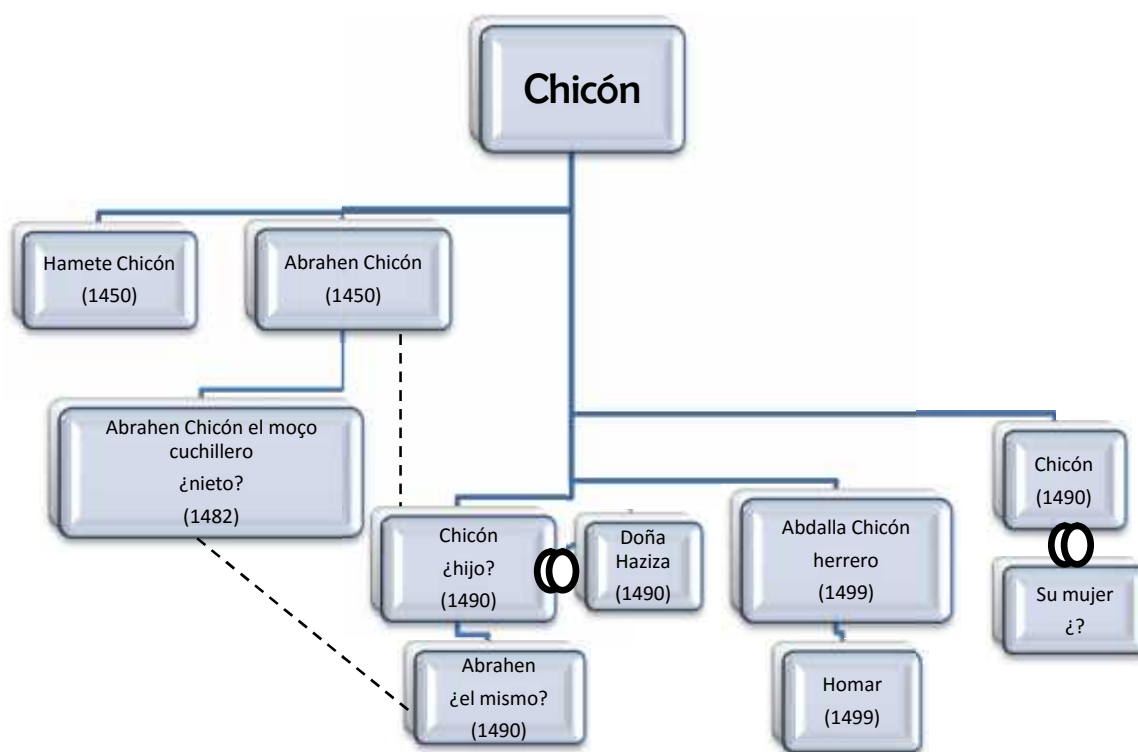 Chicón
Hamete Chicón
(1450)
Abrahen Chicón
(1450)
Abrahen Chicón el moço
cuchillero
¿nieto?
(1482)
Chicón
¿hijo?
(1490)
Doña
Haziza
(1490)
Abdalla Chicón
herrero
(1499)
Chicón
(1490)
Su mujer
¿?
Abrahen
¿el mismo?
(1490)
Homar
(1499)